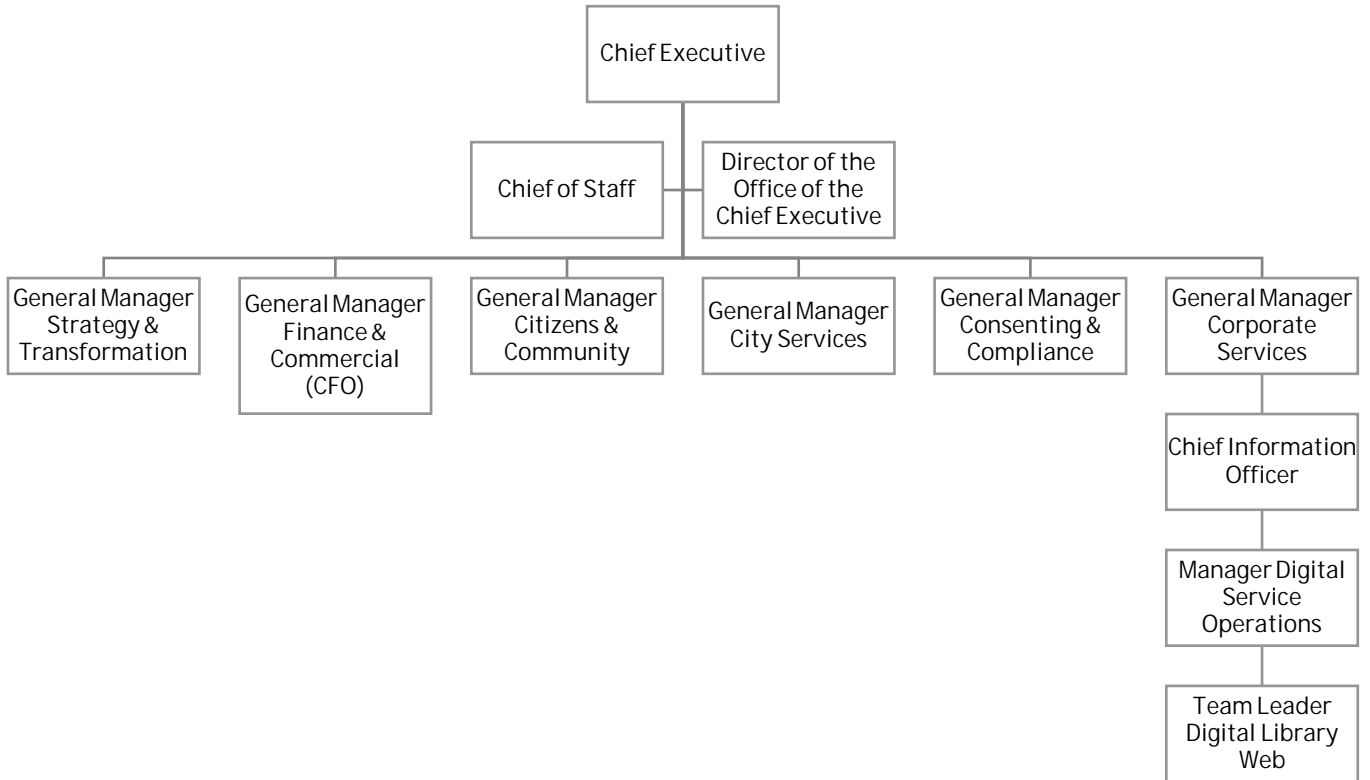 Chief Executive
Chief of Staff
Director of the
Office of the
Chief Executive
General Manager
Strategy &
Transformation
General Manager
Finance &
Commercial
(CFO)
General Manager
Citizens &
Community
General Manager
City Services
General Manager
Consenting &
Compliance
General Manager
Corporate
Services
Chief Information
Officer
Manager Digital
Service
Operations
Team Leader
Digital Library
Web